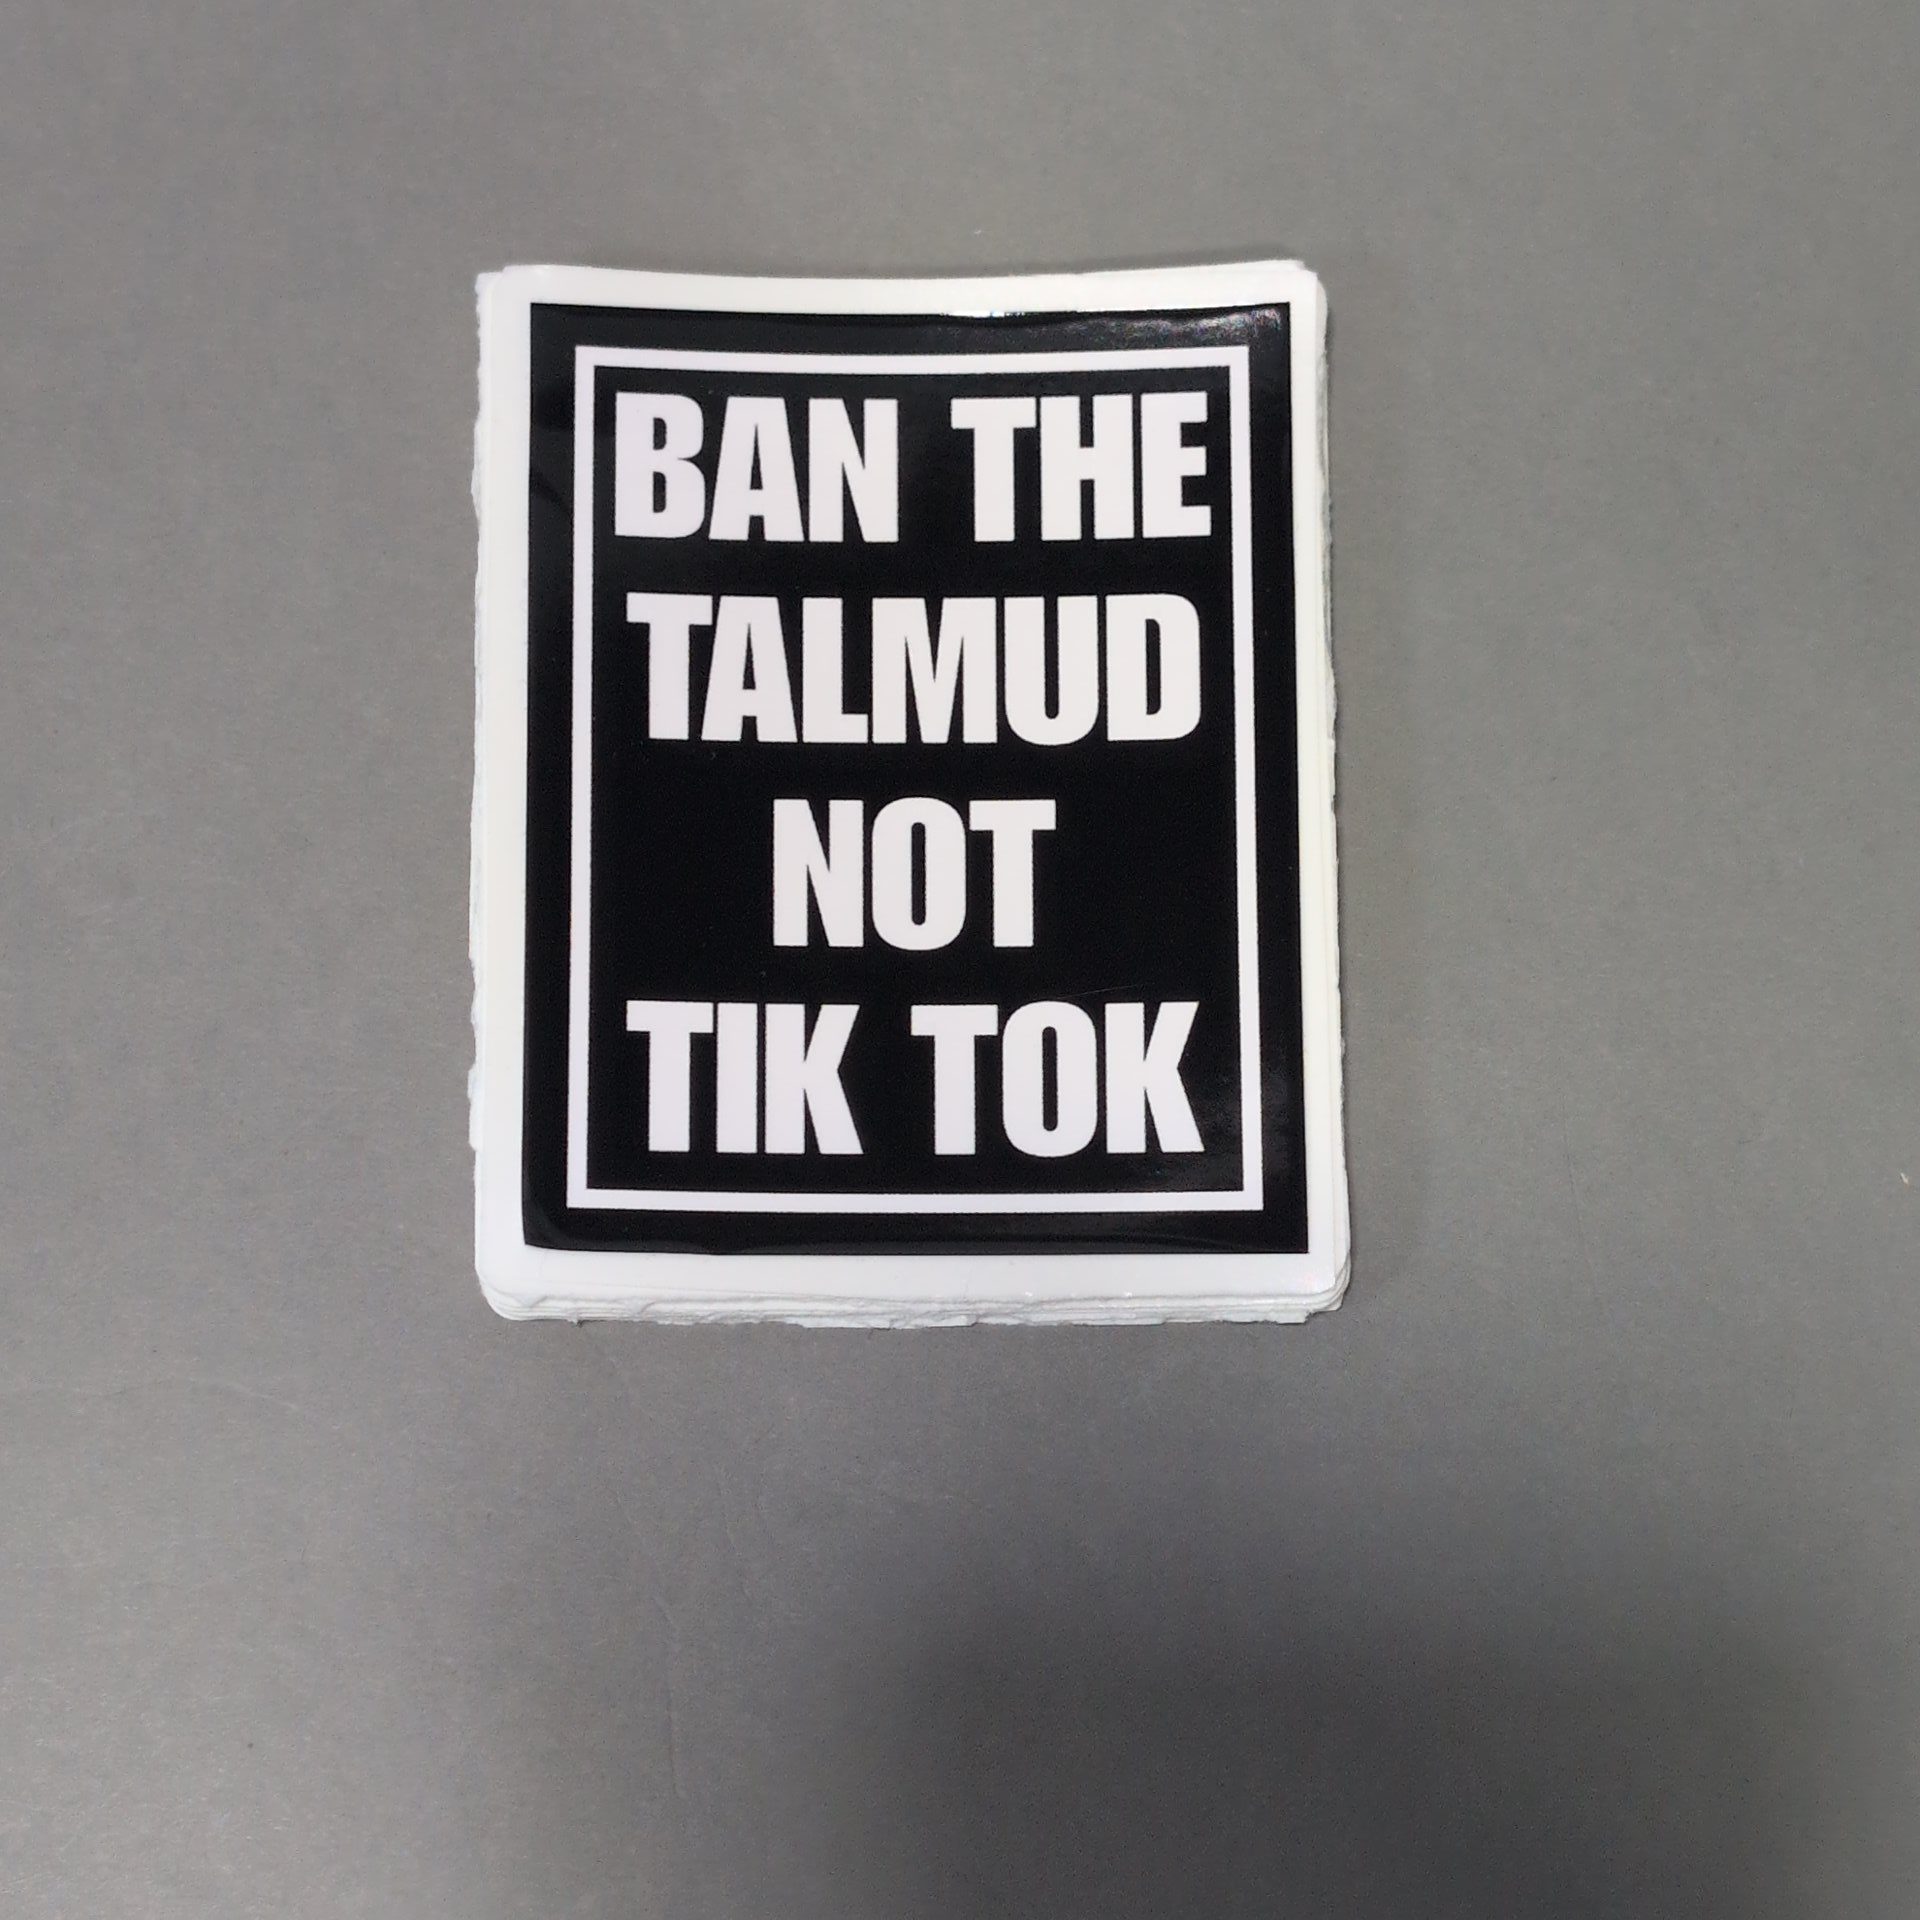 BAN THE
TALMUD
NOT
TIK TOK